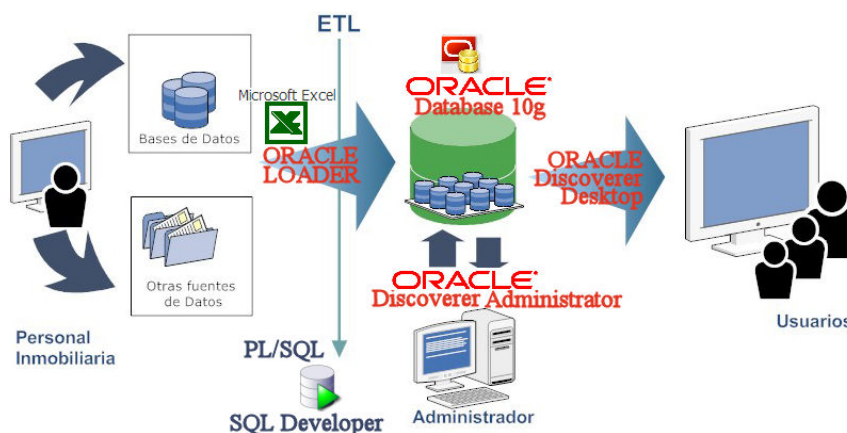 ETL
Bases de Datos
Microsoft Excel
ORACLE
LOADER
ORACLE
Database 10g
ORACLE
Discoverer
Desktop
Otras fuentes
de Datos
ORACLE
Discoverer Administrator
Personal
Inmobiliaria
Usuarios
PL/SQL
SQL Developer
Administrador